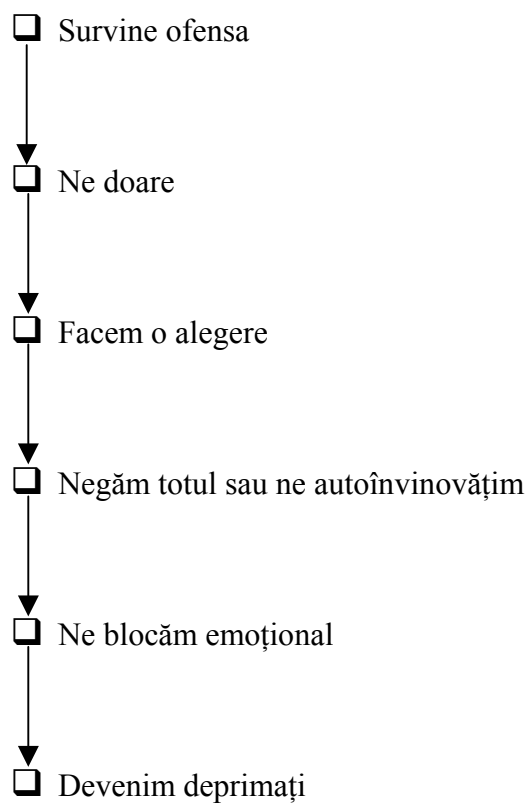 Survine ofensa
Ne doare
Facem o alegere
Negăm totul sau ne autoînvinovățim
Ne blocăm emoțional
Devenim deprimați